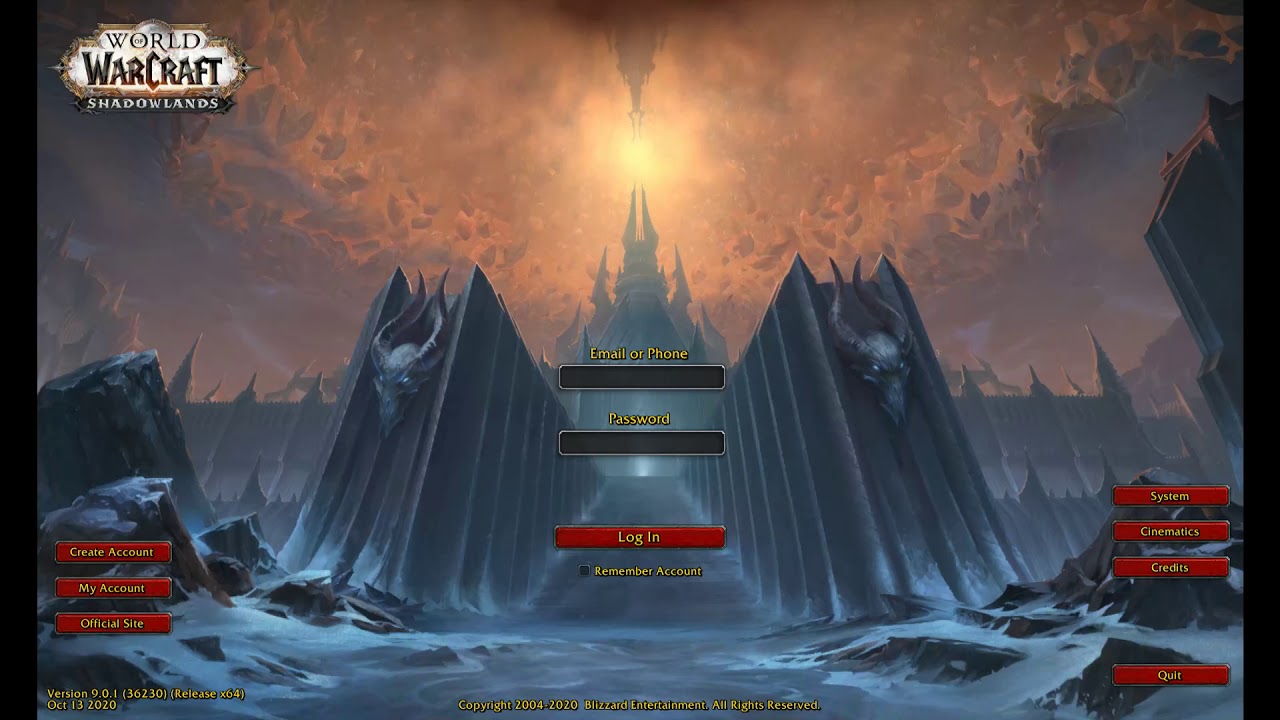 WORLD
OF
WARCRAFT
SHADOWLANDS
Email or Phone
Password
Log In
Remember Account
Create Account
My Account
Official Site
System
Cinematics
Credits
Quit
Version 9.0.1 (36230) (Release x64)
Oct 13 2020
Copyright 2004-2020 Blizzard Entertainment. All Rights Reserved.